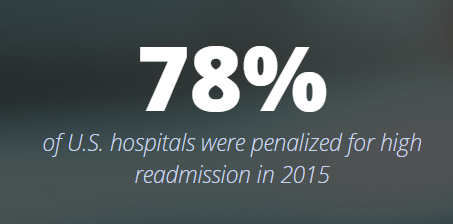 78%
of U.S. hospitals were penalized for high
readmission in 2015